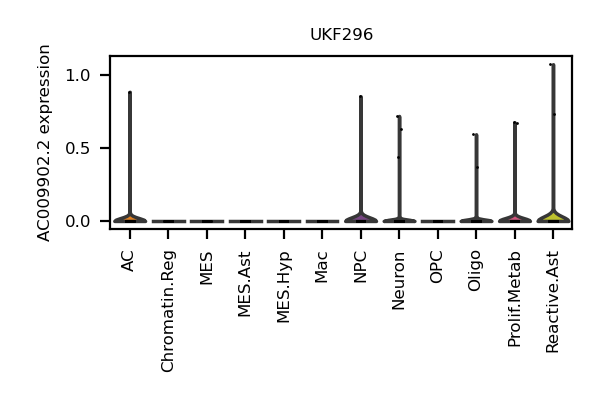 UKF296
AC009902.2 expression
1.0
0.5
0.0
AC
Chromatin.Reg
MES
MES.Ast
MES.Hyp
Mac
NPC
Neuron
OPC
Oligo
Prolif.Metab
Reactive.Ast